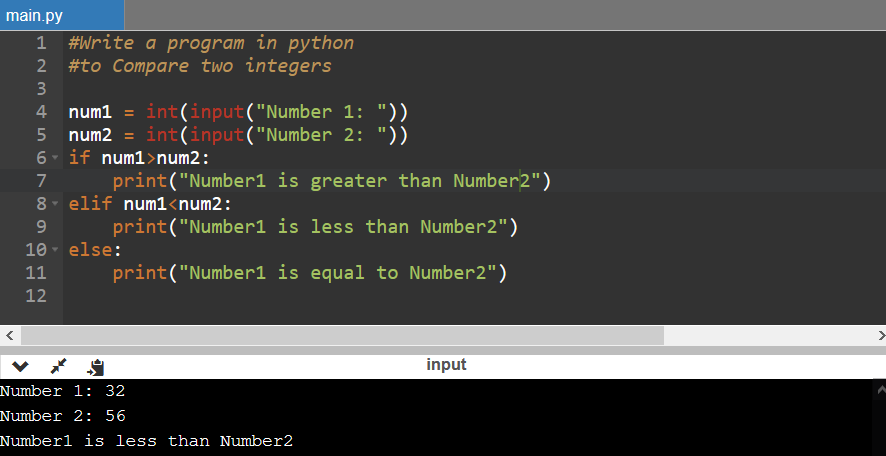 main.py
1 #Write a program in python
2 #to Compare two integers
3
4 num1 = int(input("Number 1: "))
5 num2 = int(input("Number 2: "))
6 if num1>num2:
7     print("Number1 is greater than Number2")
8 elif num1<num2:
9     print("Number1 is less than Number2")
10 else:
11     print("Number1 is equal to Number2")
12
input
Number 1: 32
Number 2: 56
Number1 is less than Number2